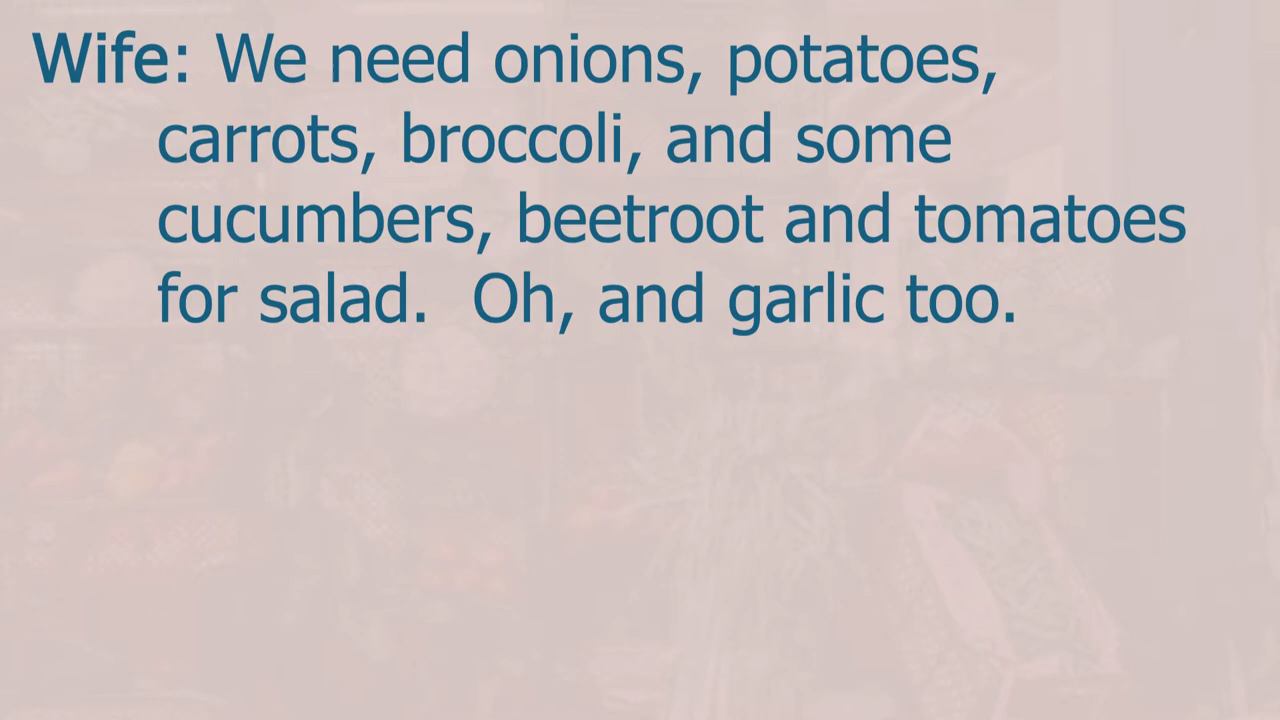 Wife: We need onions, potatoes,
carrots, broccoli, and some
cucumbers, beetroot and tomatoes
for salad.  Oh, and garlic too.